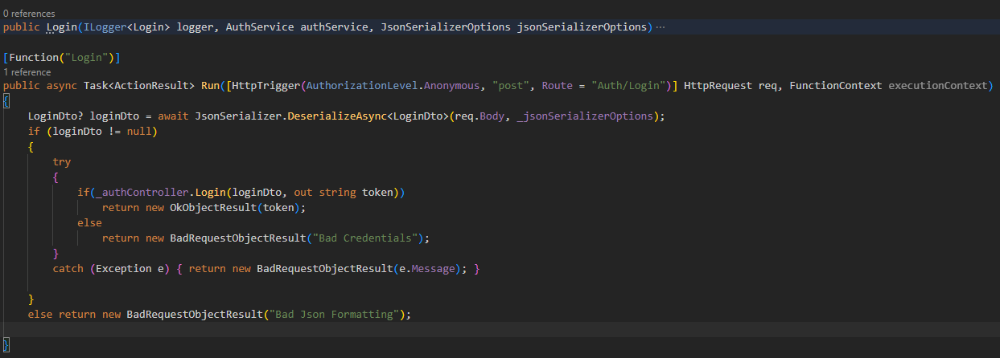 0 references
public Login(ILogger<Login> logger, AuthService authService, JsonSerializerOptions jsonSerializerOptions) ···
[Function("Login")]
1 reference
public async Task<ActionResult> Run([HttpTrigger(AuthorizationLevel.Anonymous, "post", Route = "Auth/Login")] HttpRequest req, FunctionContext executionContext)
{
    LoginDto? loginDto = await JsonSerializer.DeserializeAsync<LoginDto>(req.Body, _jsonSerializerOptions);
    if (loginDto != null)
    {
        try
        {
            if(_authController.Login(loginDto, out string token))
                return new OkObjectResult(token);
            else
                return new BadRequestObjectResult("Bad Credentials");
        }
        catch (Exception e) { return new BadRequestObjectResult(e.Message); }
    }
    else return new BadRequestObjectResult("Bad Json Formatting");
}